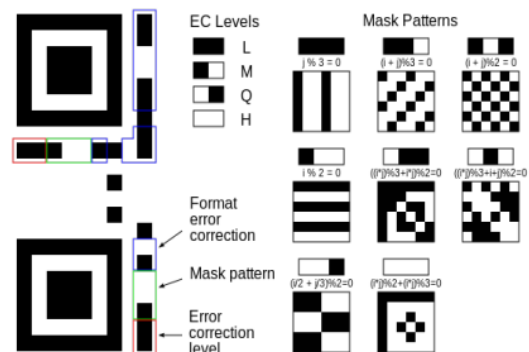 EC Levels
L
M
Q
H
Mask Patterns
j % 3 = 0
(i + j)%3 = 0
(i + j)%2 = 0
i % 2 = 0
((i*j)%3+i*j)%2=0
((i*j)%3+i+j)%2=0
(i/2 + j/3)%2=0
(i*j)%2+(i*j)%3=0
Format
error
correction
Mask pattern
Error
correction
level